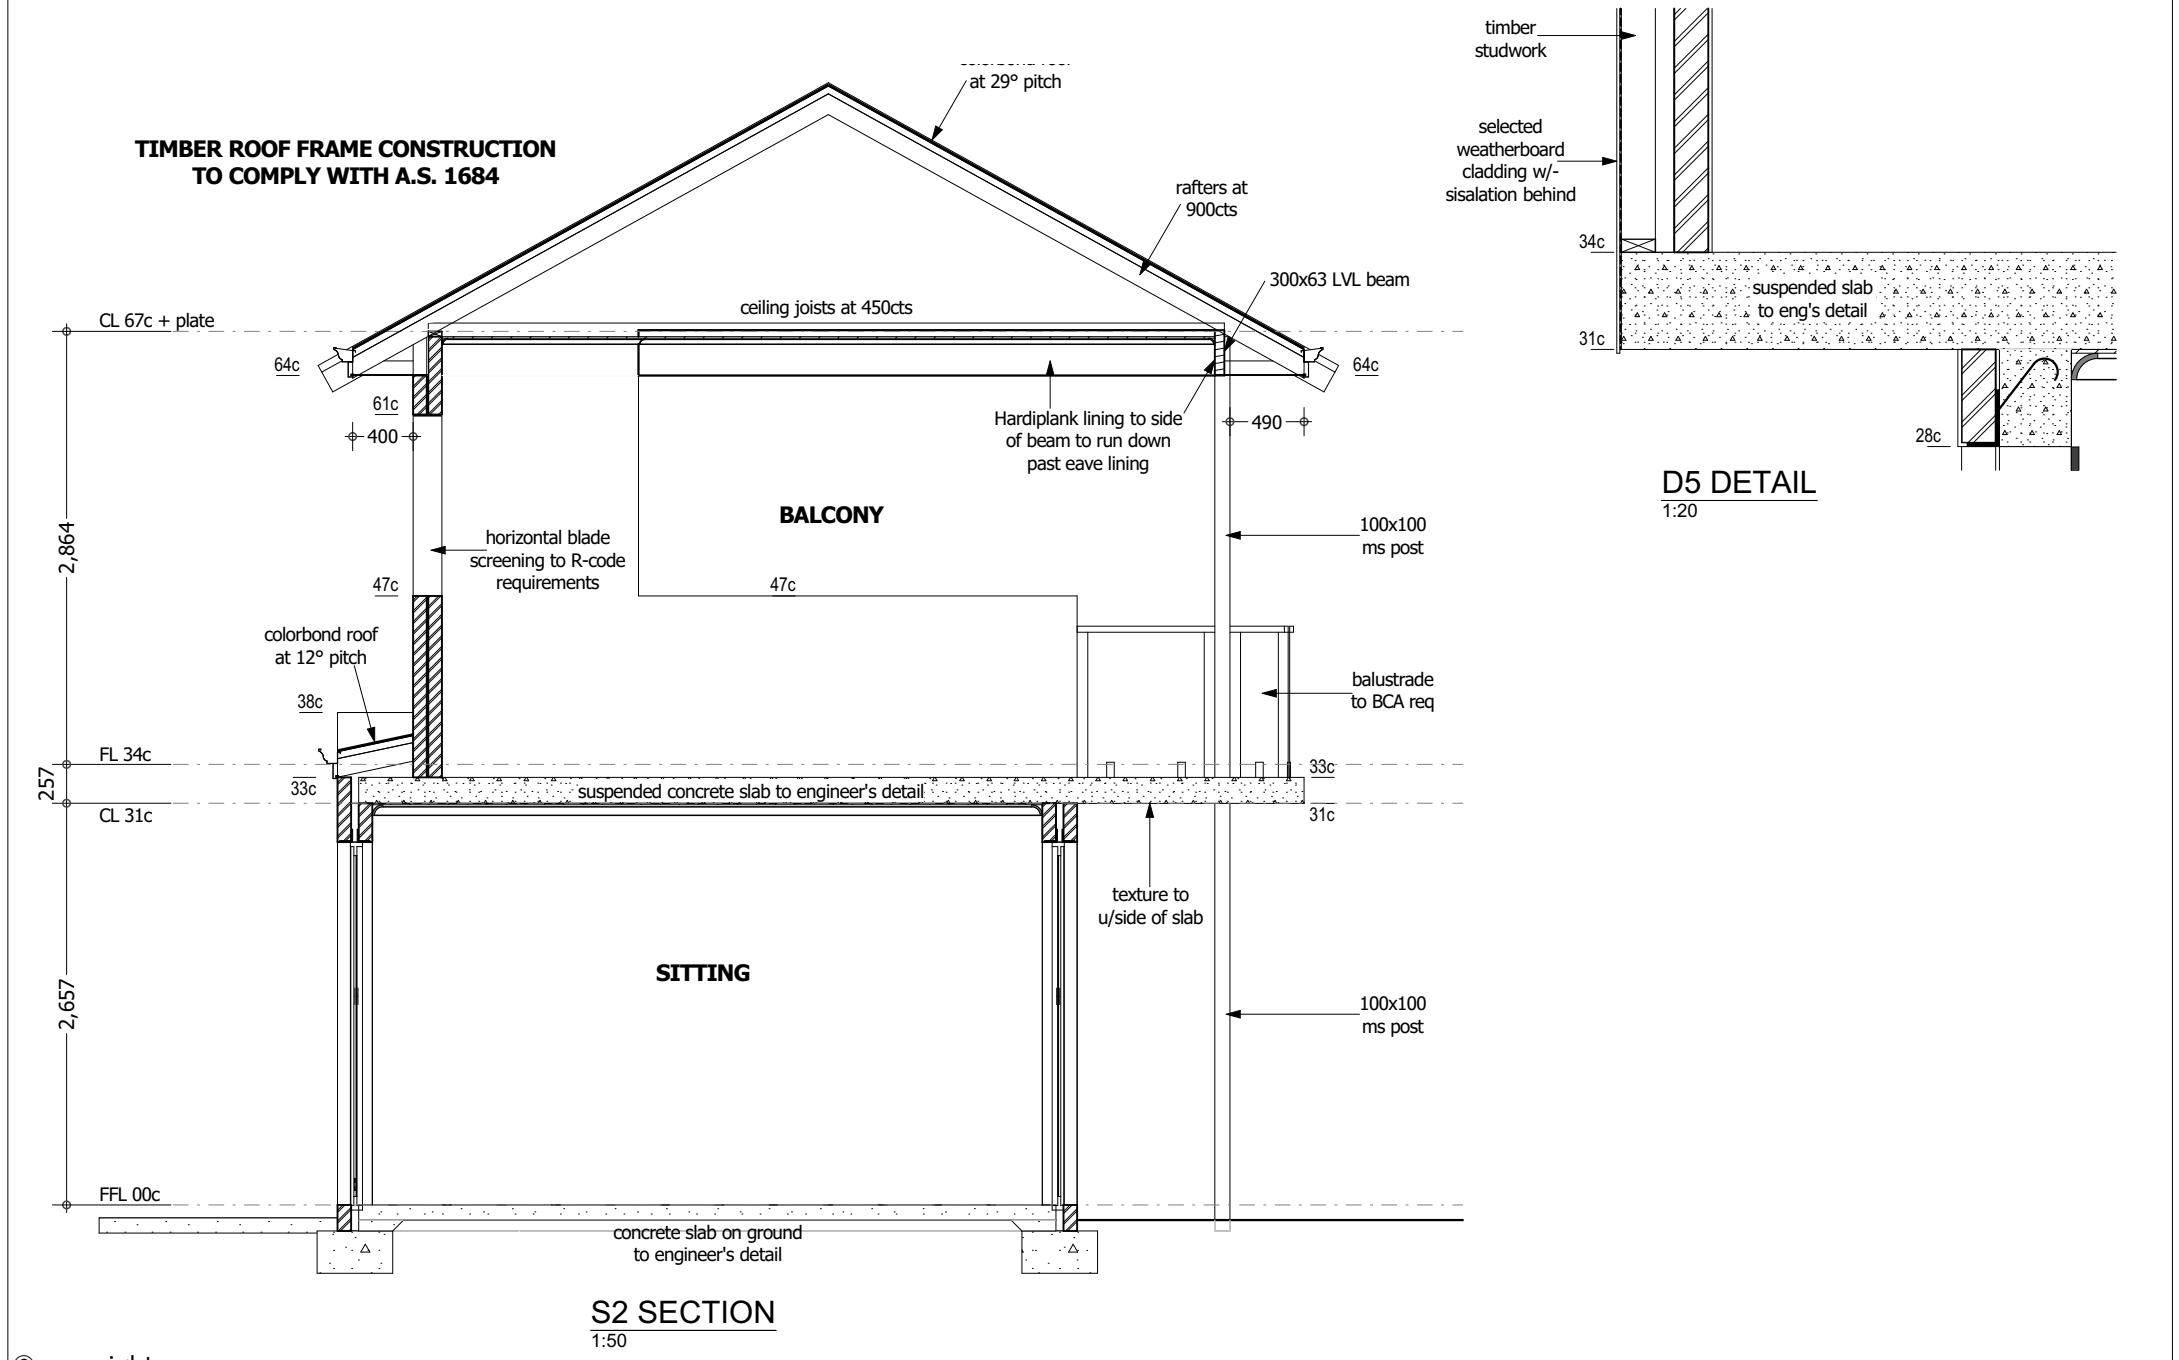 timber
studwork
at 29° pitch
TIMBER ROOF FRAME CONSTRUCTION
TO COMPLY WITH A.S. 1684
selected
weatherboard
cladding w/-
sisalation behind
rafters at
900cts
34c
300x63 LVL beam
suspended slab
to eng's detail
ceiling joists at 450cts
CL 67c + plate
31c
64c
64c
61c
400
Hardiplank lining to side
of beam to run down
past eave lining
490
28c
D5 DETAIL
1:20
BALCONY
100x100
ms post
2,864
horizontal blade
screening to R-code
requirements
47c
47c
colorbond roof
at 12° pitch
balustrade
to BCA req
38c
FL 34c
33c
257
33c
suspended concrete slab to engineer's detail
CL 31c
31c
texture to
u/side of slab
SITTING
2,657
100x100
ms post
FFL 00c
concrete slab on ground
to engineer's detail
S2 SECTION
1:50